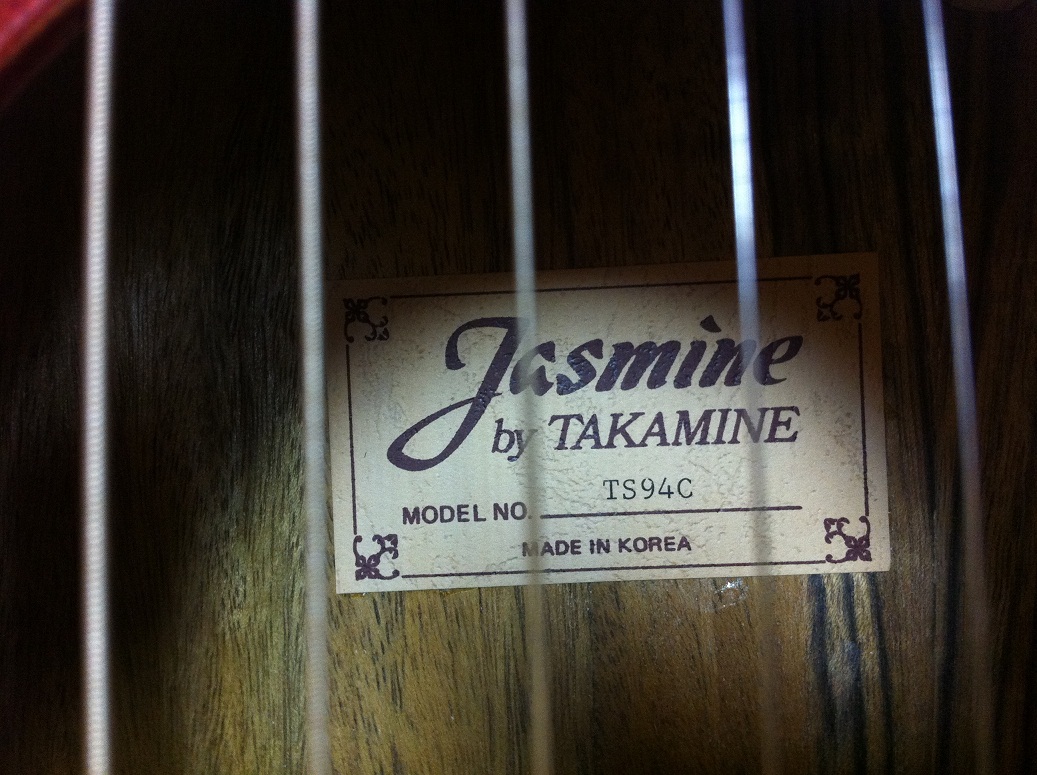 Jasmine
by TAKAMINE
TS94C
MODEL NO.
MADE IN KOREA